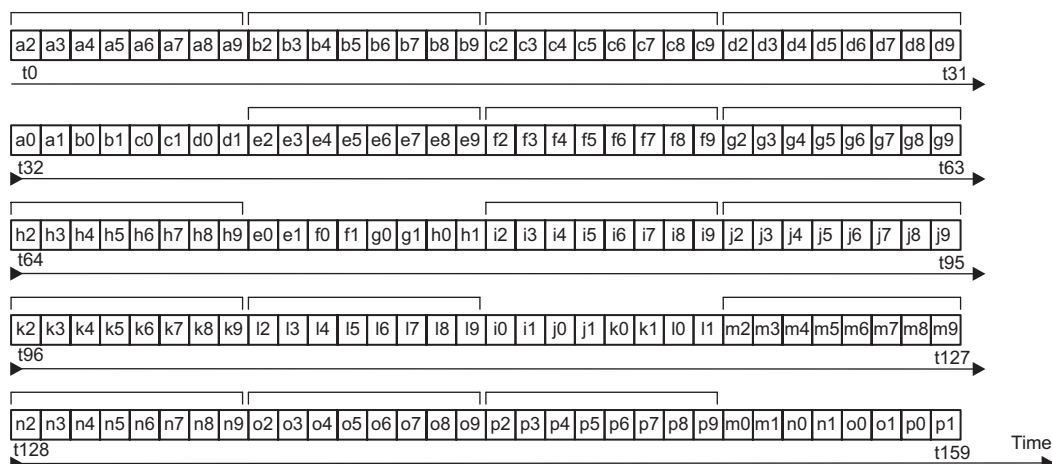 a2 a3 a4 a5 a6 a7 a8 a9 b2 b3 b4 b5 b6 b7 b8 b9 c2 c3 c4 c5 c6 c7 c8 c9 d2 d3 d4 d5 d6 d7 d8 d9
t0 t31
a0 a1 b0 b1 c0 c1 d0 d1 e2 e3 e4 e5 e6 e7 e8 e9 f2 f3 f4 f5 f6 f7 f8 f9 g2 g3 g4 g5 g6 g7 g8 g9
t32 t63
h2 h3 h4 h5 h6 h7 h8 h9 e0 e1 f0 f1 g0 g1 h0 h1 i2 i3 i4 i5 i6 i7 i8 i9 j2 j3 j4 j5 j6 j7 j8 j9
t64 t95
k2 k3 k4 k5 k6 k7 k8 k9 l2 l3 l4 l5 l6 l7 l8 l9 i0 i1 j0 j1 k0 k1 l0 l1 m2 m3 m4 m5 m6 m7 m8 m9
t96 t127
n2 n3 n4 n5 n6 n7 n8 n9 o2 o3 o4 o5 o6 o7 o8 o9 p2 p3 p4 p5 p6 p7 p8 p9 m0 m1 n0 n1 o0 o1 p0 p1
t128 t159 Time